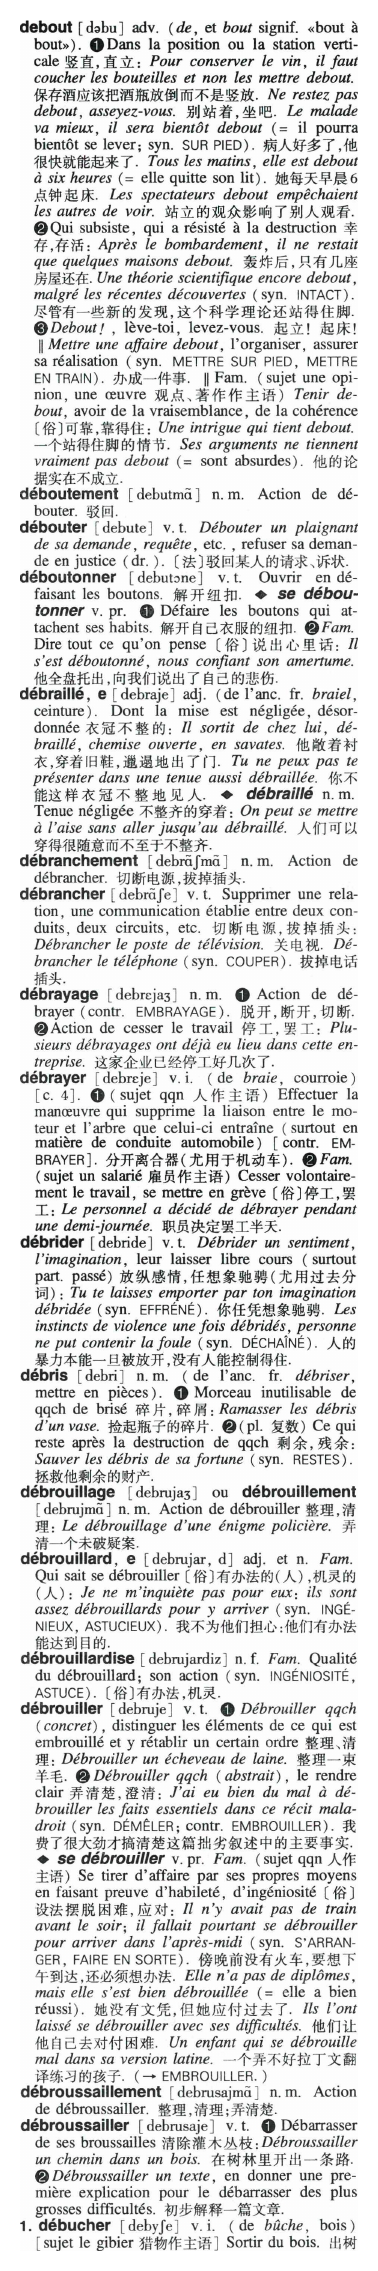 debout [dəbu] adv. (de, et bout signif. «bout à
bout»). ❶Dans la position ou la station verti-
cale 竖直,直立: Pour conserver le vin, il faut
coucher les bouteilles et non les mettre debout.
保存酒应该把酒瓶放倒而不是竖放. Ne restez pas
debout, asseyez-vous. 别站着,坐吧. Le malade
va mieux, il sera bientôt debout (= il pourra
bientôt se lever; syn. SUR PIED). 病人好多了,他
很快就能起来了. Tous les matins, elle est debout
à six heures (= elle quitte son lit). 她每天早晨6
点钟起床. Les spectateurs debout empêchaient
les autres de voir. 站立的观众影响了别人观看.
❷Qui subsiste, qui a résisté à la destruction 幸
存,存活: Après le bombardement, il ne restait
que quelques maisons debout. 轰炸后,只有几座
房屋还在. Une théorie scientifique encore debout,
malgré les récentes découvertes (syn. INTACT).
尽管有一些新的发现,这个科学理论还站得住脚.
❸Debout!, lève-toi, levez-vous. 起立! 起床!
‖ Mettre une affaire debout, l'organiser, assurer
sa réalisation (syn. METTRE SUR PIED, METTRE
EN TRAIN). 办成一件事. ‖ Fam. (sujet une opi-
nion, une œuvre 观点、著作作主语) Tenir de-
bout, avoir de la vraisemblance, de la cohérence
〔俗〕可靠,靠得住: Une intrigue qui tient debout.
一个站得住脚的情节. Ses arguments ne tiennent
vraiment pas debout (= sont absurdes). 他的论
据实在不成立.
déboutement [debutmɑ̃] n. m. Action de dé-
bouter. 驳回.
débouter [debute] v. t. Débouter un plaignant
de sa demande, requête, etc., refuser sa deman-
de en justice (dr.).〔法〕驳回某人的请求、诉状.
déboutonner [debutɔne] v. t. Ouvrir en dé-
faisant les boutons. 解开纽扣. ◆ se débou-
tonner v. pr. ❶ Défaire les boutons qui at-
tachent ses habits. 解开自己衣服的纽扣. ❷Fam.
Dire tout ce qu'on pense〔俗〕说出心里话: Il
s'est déboutonné, nous confiant son amertume.
他全盘托出,向我们说出了自己的悲伤.
débraillé, e [debraje] adj. (de l'anc. fr. braiel,
ceinture). Dont la mise est négligée, désor-
donnée 衣冠不整的: Il sortit de chez lui, dé-
braillé, chemise ouverte, en savates. 他敞着衬
衣,穿着旧鞋,邋遢地出了门. Tu ne peux pas te
présenter dans une tenue aussi débraillée. 你不
能这样衣冠不整地见人. ◆ débraillé n. m.
Tenue négligée 不整齐的穿着: On peut se mettre
à l'aise sans aller jusqu'au débraillé. 人们可以
穿得很随意而不至于不整齐.
débranchement [debrɑ̃ʃmɑ̃] n. m. Action de
débrancher. 切断电源,拔掉插头.
débrancher [debrɑ̃ʃe] v. t. Supprimer une rela-
tion, une communication établie entre deux con-
duits, deux circuits, etc. 切断电源,拔掉插头:
Débrancher le poste de télévision. 关电视. Dé-
brancher le téléphone (syn. COUPER). 拔掉电话
插头.
débrayage [debrɛjaʒ] n. m. ❶ Action de dé-
brayer (contr. EMBRAYAGE). 脱开,断开,切断.
❷Action de cesser le travail 停工,罢工: Plu-
sieurs débrayages ont déjà eu lieu dans cette en-
treprise. 这家企业已经停工好几次了.
débrayer [debrɛje] v. i. (de braie, courroie)
[c. 4]. ❶ (sujet qqn 人作主语) Effectuer la
manœuvre qui supprime la liaison entre le mo-
teur et l'arbre que celui-ci entraîne (surtout en
matière de conduite automobile) [contr. EM-
BRAYER]. 分开离合器(尤用于机动车). ❷Fam.
(sujet un salarié 雇员作主语) Cesser volontaire-
ment le travail, se mettre en grève〔俗〕停工,罢
工: Le personnel a décidé de débrayer pendant
une demi-journée. 职员决定罢工半天.
débrider [debride] v. t. Débrider un sentiment,
l'imagination, leur laisser libre cours (surtout
part. passé) 放纵感情,任想象驰骋(尤用过去分
词): Tu te laisses emporter par ton imagination
débridée (syn. EFFRÉNÉ). 你任凭想象驰骋. Les
instincts de violence une fois débridés, personne
ne put contenir la foule (syn. DÉCHAÎNÉ). 人的
暴力本能一旦被放开,没有人能控制得住.
débris [debri] n. m. (de l'anc. fr. débriser,
mettre en pièces). ❶ Morceau inutilisable de
qqch de brisé 碎片,碎屑: Ramasser les débris
d'un vase. 捡起瓶子的碎片. ❷(pl. 复数) Ce qui
reste après la destruction de qqch 剩余,残余:
Sauver les débris de sa fortune (syn. RESTES).
拯救他剩余的财产.
débrouillage [debrujaʒ] ou débrouillement
[debrujmɑ̃] n. m. Action de débrouiller 整理,清
理: Le débrouillage d'une énigme policière. 弄
清一个未破疑案.
débrouillard, e [debrujar, d] adj. et n. Fam.
Qui sait se débrouiller〔俗〕有办法的(人),机灵的
(人): Je ne m'inquiète pas pour eux: ils sont
assez débrouillards pour y arriver (syn. INGÉ-
NIEUX, ASTUCIEUX). 我不为他们担心:他们有办法
能达到目的.
débrouillardise [debrujardiz] n. f. Fam. Qualité
du débrouillard; son action (syn. INGÉNIOSITÉ,
ASTUCE).〔俗〕有办法,机灵.
débrouiller [debruje] v. t. ❶ Débrouiller qqch
(concret), distinguer les éléments de ce qui est
embrouillé et y rétablir un certain ordre 整理、清
理: Débrouiller un écheveau de laine. 整理一束
羊毛. ❷Débrouiller qqch (abstrait), le rendre
clair 弄清楚,澄清: J'ai eu bien du mal à dé-
brouiller les faits essentiels dans ce récit mala-
droit (syn. DÉMÊLER; contr. EMBROUILLER). 我
费了很大劲才搞清楚这篇拙劣叙述中的主要事实.
◆ se débrouiller v. pr. Fam. (sujet qqn 人作
主语) Se tirer d'affaire par ses propres moyens
en faisant preuve d'habileté, d'ingéniosité〔俗〕
设法摆脱困难,应对: Il n'y avait pas de train
avant le soir; il fallait pourtant se débrouiller
pour arriver dans l'après-midi (syn. S'ARRAN-
GER, FAIRE EN SORTE). 傍晚前没有火车,要想下
午到达,还必须想办法. Elle n'a pas de diplômes,
mais elle s'est bien débrouillée (= elle a bien
réussi). 她没有文凭,但她应付过去了. Ils l'ont
laissé se débrouiller avec ses difficultés. 他们让
他自己去对付困难. Un enfant qui se débrouille
mal dans sa version latine. 一个弄不好拉丁文翻
译练习的孩子. (→ EMBROUILLER.)
débroussaillement [debrusajmɑ̃] n. m. Action
de débroussailler. 整理,清理;弄清楚.
débroussailler [debrusaje] v. t. ❶ Débarrasser
de ses broussailles 清除灌木丛枝: Débroussailler
un chemin dans un bois. 在树林里开出一条路.
❷Débroussailler un texte, en donner une pre-
mière explication pour le débarrasser des plus
grosses difficultés. 初步解释一篇文章.
1. débucher [debyʃe] v. i. (de bûche, bois)
[sujet le gibier 猎物作主语] Sortir du bois. 出树